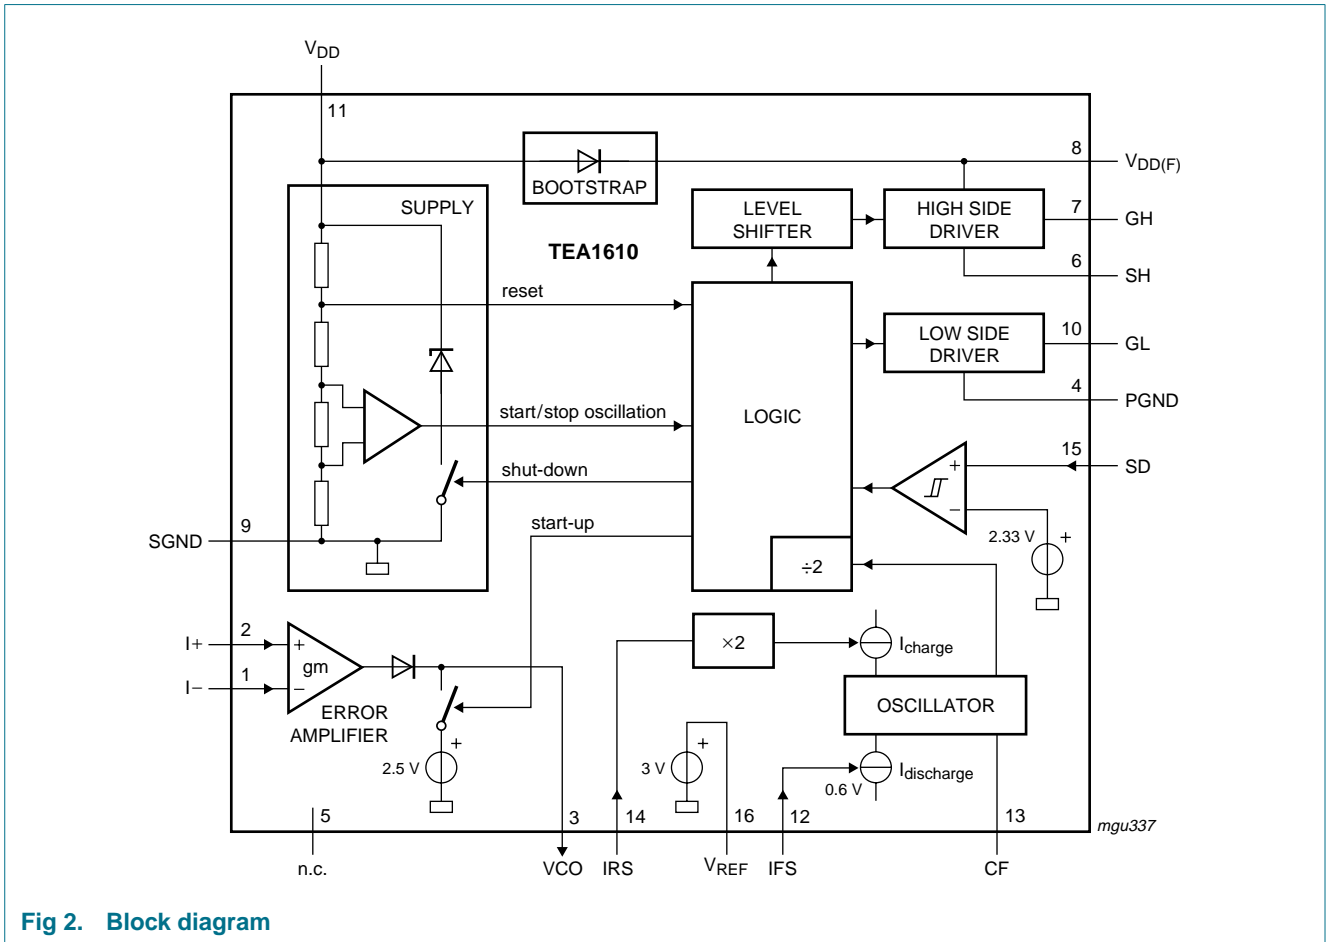 VDD
11
8
VDD(F)
BOOTSTRAP
SUPPLY
LEVEL
SHIFTER
HIGH SIDE
DRIVER
7
GH
TEA1610
6
SH
reset
LOW SIDE
DRIVER
10
GL
4
PGND
start/stop oscillation
LOGIC
15
SD
+
−
shut-down
9
SGND
start-up
2.33 V
+
÷2
2
I+
+
gm
1
I−
−
ERROR
AMPLIFIER
×2
Icharge
OSCILLATOR
+
2.5 V
+
3 V
Idischarge
0.6 V
5
3
14
16
12
13
mgu337
n.c.
VCO
IRS
VREF
IFS
CF
Fig 2. Block diagram